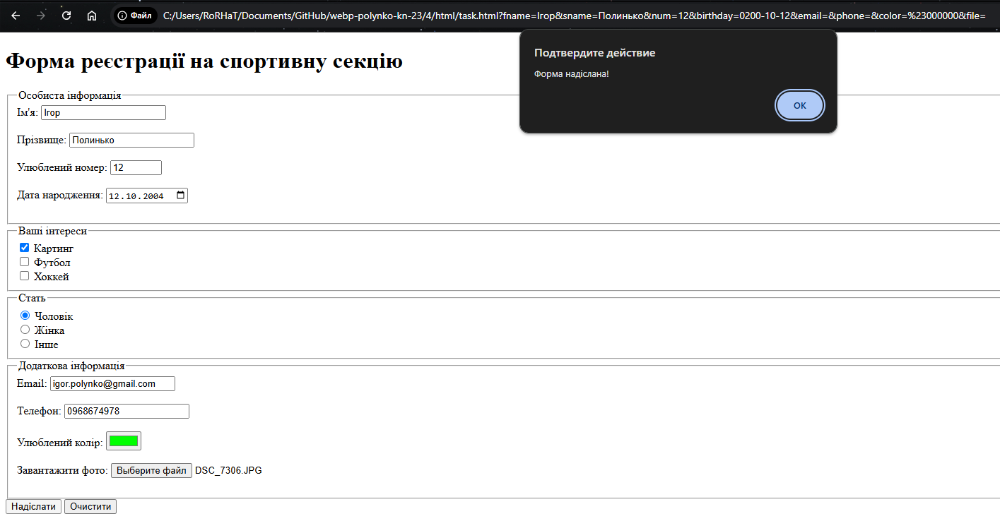 Файл C:/Users/RoRHaT/Documents/GitHub/webp-polynko-kn-23/4/html/task.html?fname=Ігор&sname=Полинько&num=12&birthday=0200-10-12&email=&phone=&color=%23000000&file=
Подтвердите действие
Форма надіслана!
ОК
Форма реєстрації на спортивну секцію
Особиста інформація
Ім'я: Ігор
Прізвище: Полинько
Улюблений номер: 12
Дата народження: 12.10.2004
Ваші інтереси
Картинг
Футбол
Хоккей
Стать
Чоловік
Жінка
Інше
Додаткова інформація
Email: igor.polynko@gmail.com
Телефон: 0968674978
Улюблений колір:
Завантажити фото: Выберите файл DSC_7306.JPG
Надіслати Очистити